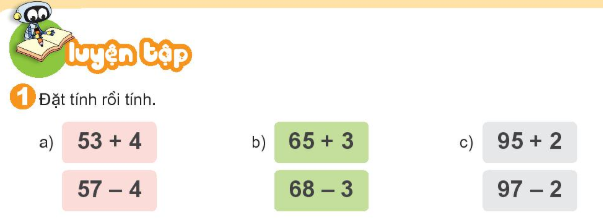 luyện tập
1 Đặt tính rồi tính.
a) 53 + 4 b) 65 + 3 c) 95 + 2
57 – 4 68 – 3 97 – 2